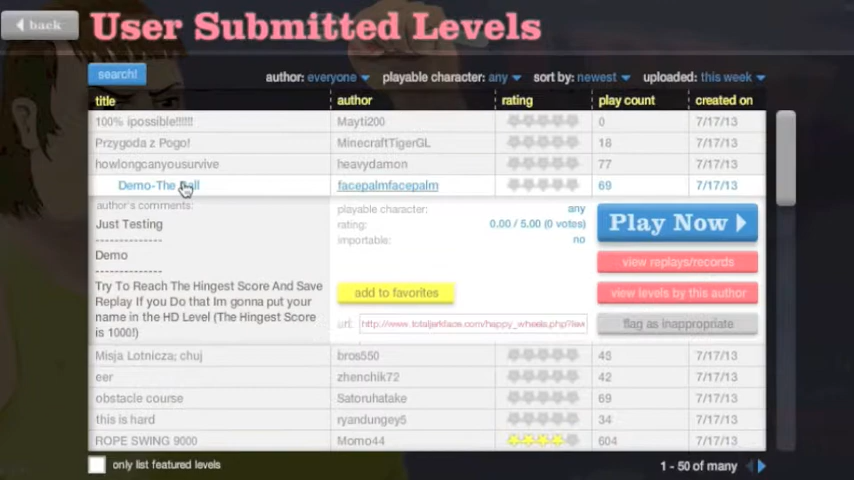 back
User Submitted Levels
search!
author: everyone playable character: any sort by: newest uploaded: this week
title author rating play count created on
100% ipossible!!!!!! Mayti200 0 7/17/13
Przygoda z Pogo! MinecraftTigerGL 18 7/17/13
howlongcanyousurvive heavydamon 77 7/17/13
Demo-The facepalmfacepalm 69 7/17/13
author's comments:
Just Testing
--------------
Demo
--------------
Try To Reach The Hingest Score And Save
Replay If you Do that Im gonna put your
name in the HD Level (The Hingest Score
is 1000!)
playable character: any
rating: 0.00 / 5.00 (0 votes)
importable: no
add to favorites
url: http://www.totaljerkface.com/happy_wheels.php?
Play Now
view replays/records
view levels by this author
flag as inappropriate
Misja Lotnicza; chuj bros550 43 7/17/13
eer zhenchik72 42 7/17/13
obstacle course Satoruhatake 69 7/17/13
this is hard ryandungey5 34 7/17/13
ROPE SWING 9000 Momo44 604 7/17/13
only list featured levels
1 - 50 of many